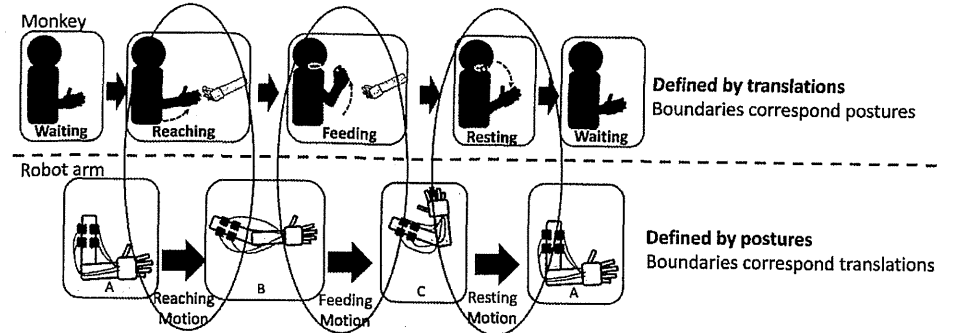 Monkey
Waiting
Reaching
Feeding
Resting
Waiting
Defined by translations
Boundaries correspond postures
Robot arm
A
Reaching
Motion
B
Feeding
Motion
C
Resting
Motion
A
Defined by postures
Boundaries correspond translations